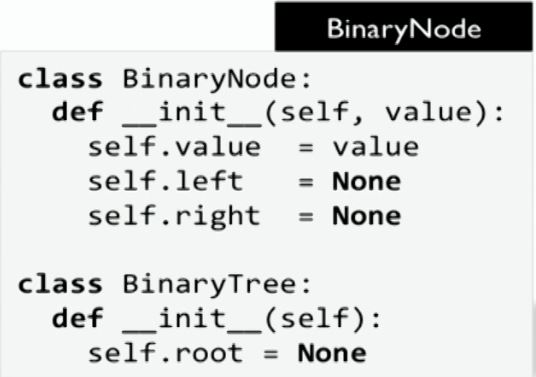 BinaryNode
class BinaryNode:
  def __init__(self, value):
    self.value  = value
    self.left   = None
    self.right  = None
class BinaryTree:
  def __init__(self):
    self.root = None